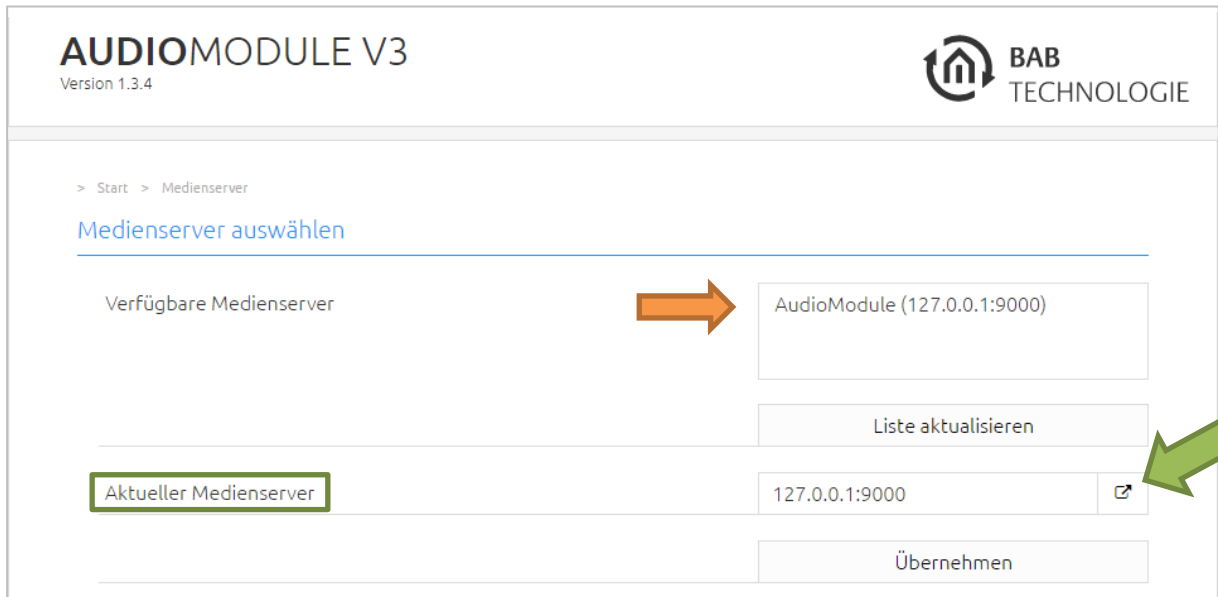 AUDIOMODULE V3
Version 1.3.4
BAB
TECHNOLOGIE
> Start > Medienserver
Medienserver auswählen
Verfügbare Medienserver
AudioModule (127.0.0.1:9000)
Liste aktualisieren
Aktueller Medienserver
127.0.0.1:9000
Übernehmen